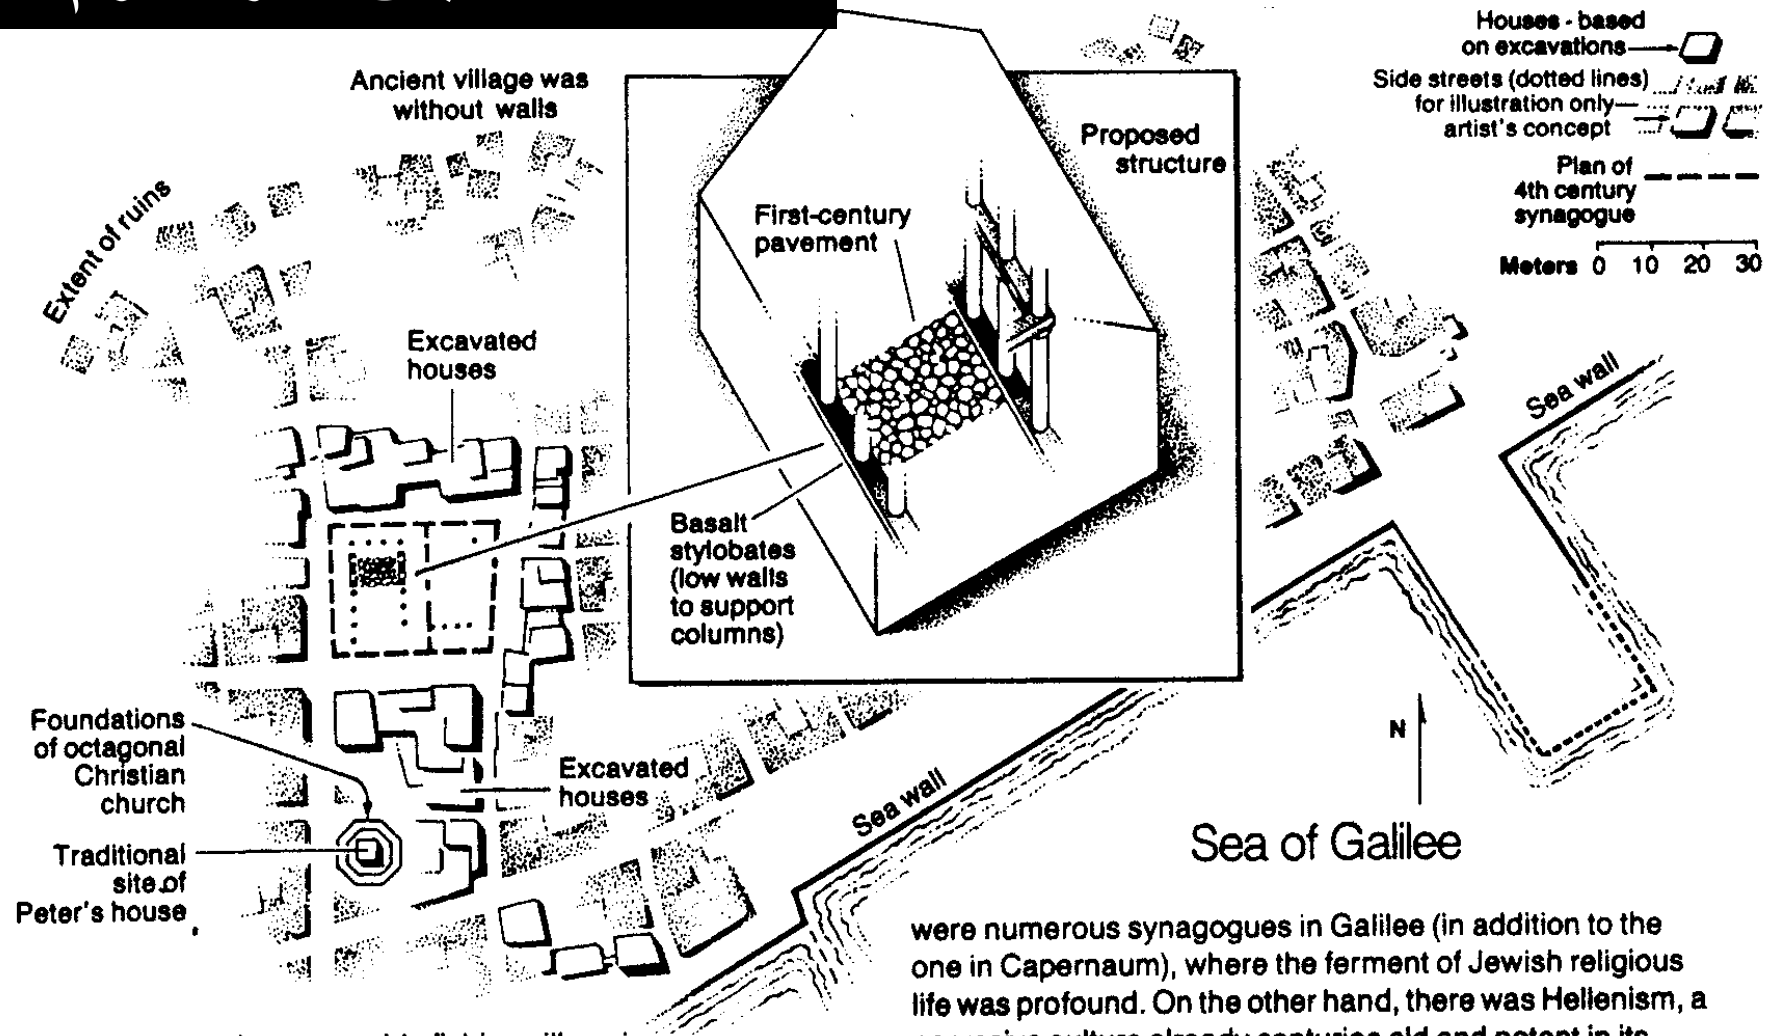 Ancient village was
without walls
Extent of ruins
Excavated
houses
Proposed
structure
First-century
pavement
Basalt
stylobates
(low walls
to support
columns)
Houses - based
on excavations
Side streets (dotted lines)
for illustration only—
artist's concept
Plan of
4th century
synagogue
Meters 0 10 20 30
Sea wall
Foundations
of octagonal
Christian
church
Traditional
site of
Peter's house
Excavated
houses
Sea wall
N
Sea of Galilee
were numerous synagogues in Galilee (in addition to the
one in Capernaum), where the ferment of Jewish religious
life was profound. On the other hand, there was Hellenism, a